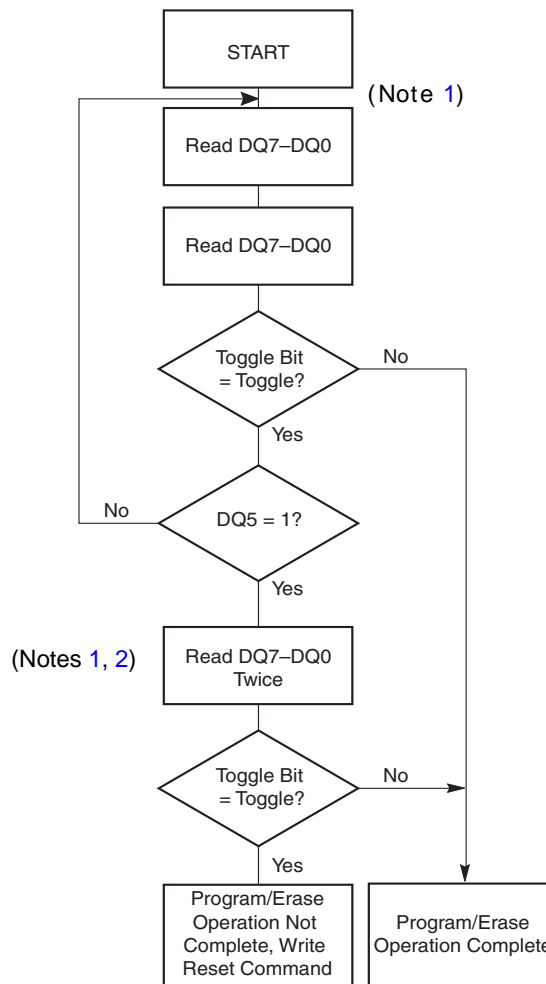 START
(Note 1)
Read DQ7–DQ0
Read DQ7–DQ0
Toggle Bit
= Toggle?
No
Yes
No
DQ5 = 1?
Yes
(Notes 1, 2)
Read DQ7–DQ0
Twice
Toggle Bit
= Toggle?
No
Yes
Program/Erase
Operation Not
Complete, Write
Reset Command
Program/Erase
Operation Complete